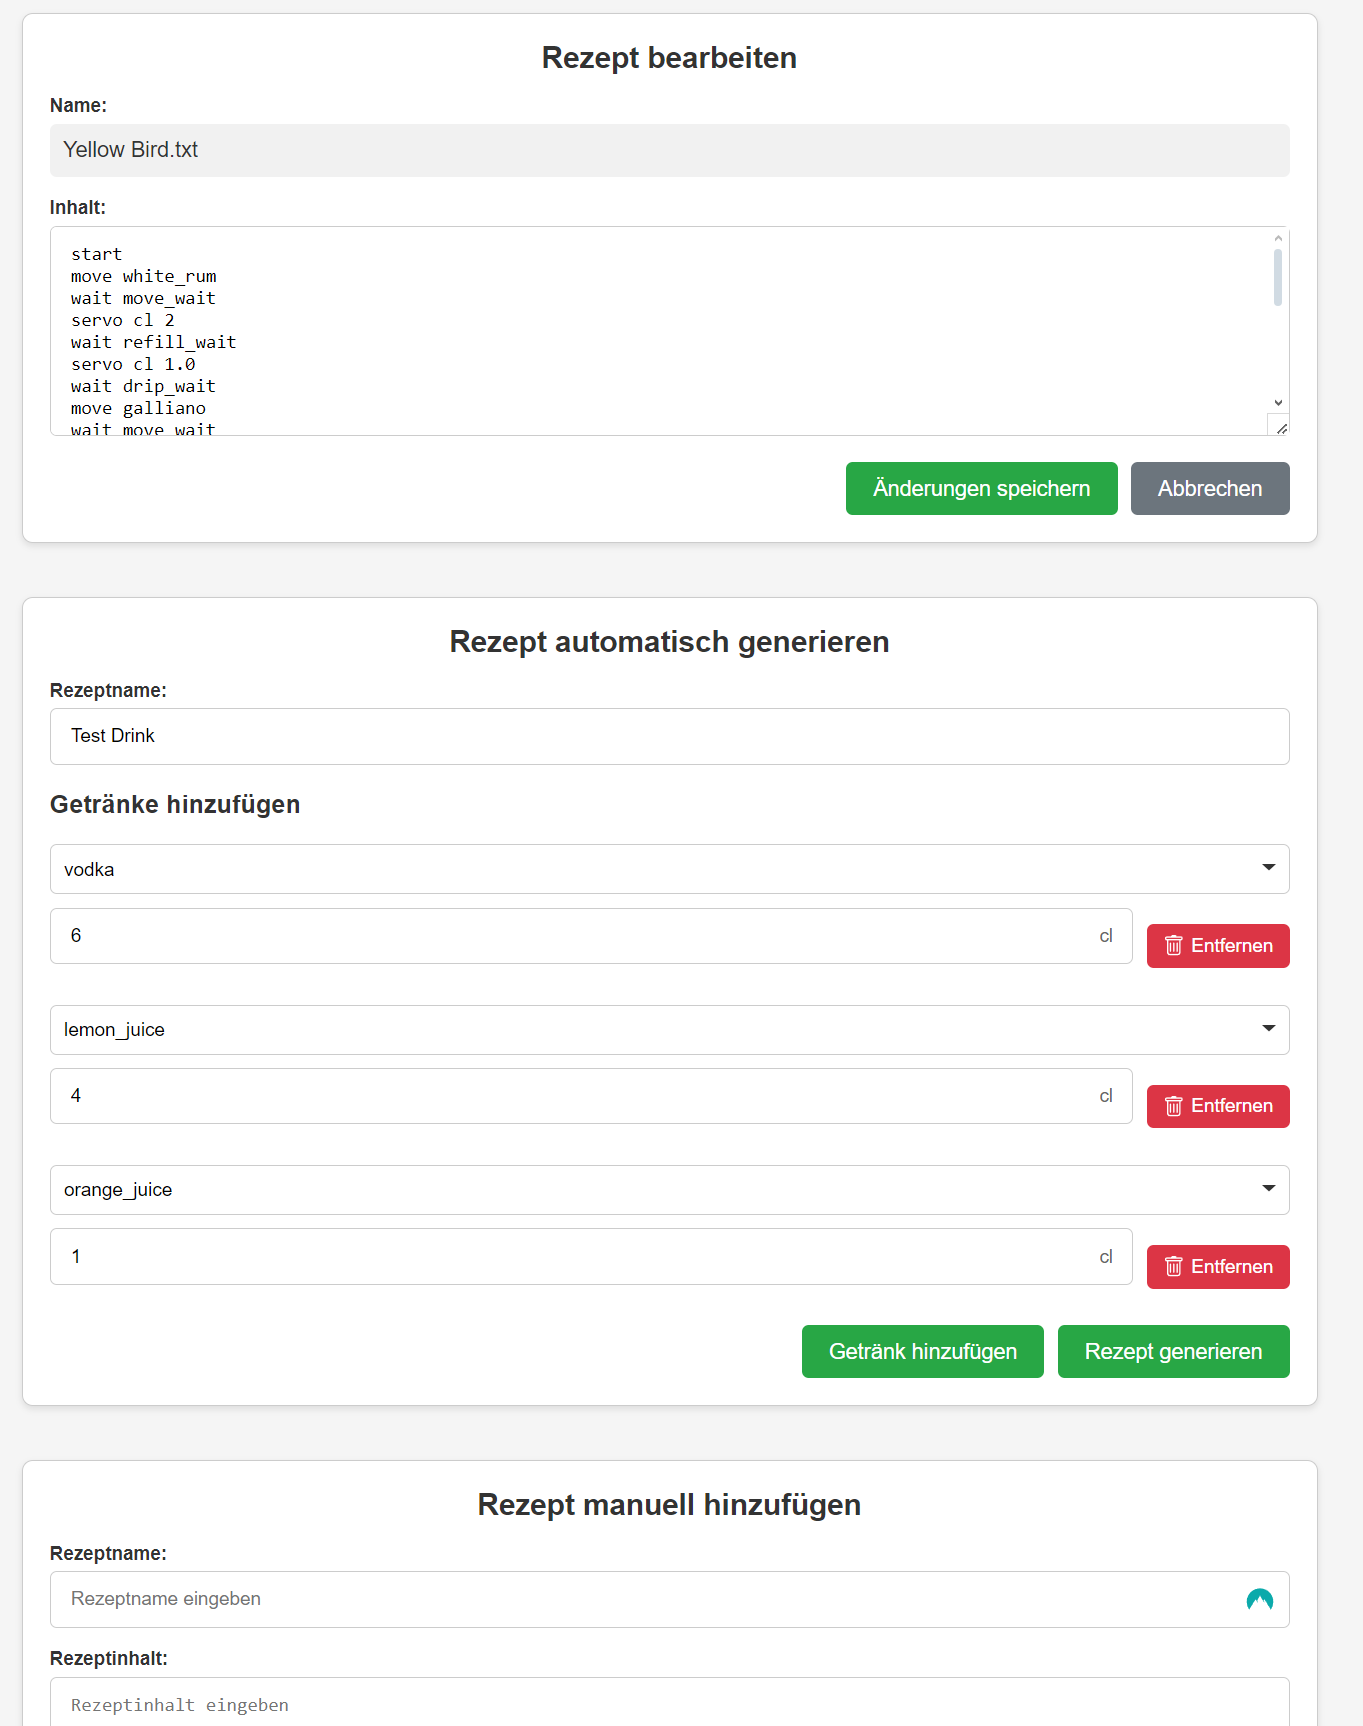 Rezept bearbeiten
Name:
Yellow Bird.txt
Inhalt:
start
move white_rum
wait move_wait
servo cl 2
wait refill_wait
servo cl 1.0
wait drip_wait
move galliano
wait move_wait
Änderungen speichern
Abbrechen
Rezept automatisch generieren
Rezeptname:
Test Drink
Getränke hinzufügen
vodka
6 cl
Entfernen
lemon_juice
4 cl
Entfernen
orange_juice
1 cl
Entfernen
Getränk hinzufügen
Rezept generieren
Rezept manuell hinzufügen
Rezeptname:
Rezeptname eingeben
Rezeptinhalt:
Rezeptinhalt eingeben